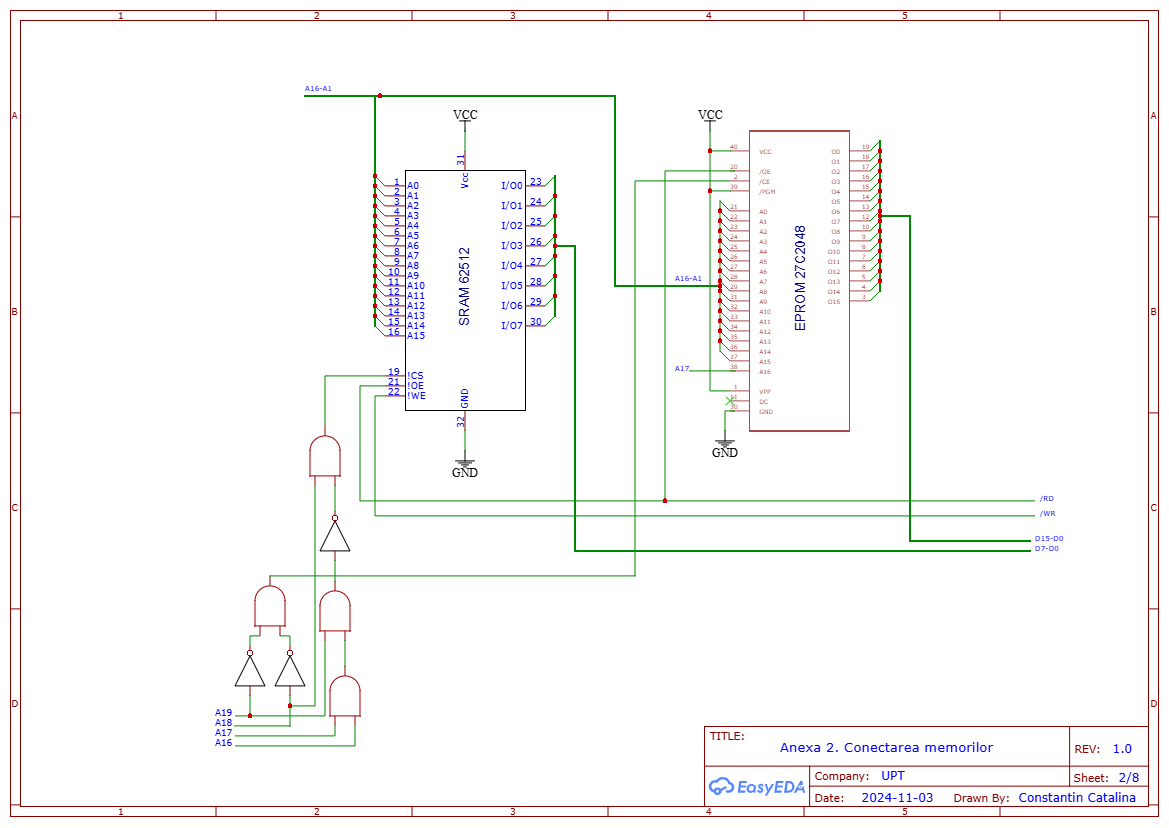 1 2 3 4 5
A A
B B
C C
D D
A16-A1
VCC
31
Vcc
1 A0
2 A1
3 A2
4 A3
5 A4
6 A5
7 A6
8 A7
9 A8
10 A9
11 A10
12 A11
13 A12
14 A13
15 A14
16 A15
19 !CS
21 !OE
22 !WE
SRAM 62512
I/O0 23
I/O1 24
I/O2 25
I/O3 26
I/O4 27
I/O5 28
I/O6 29
I/O7 30
GND
32
GND
VCC
40 VCC
20 /OE
2 /CE
39 /PGM
21 A0
22 A1
23 A2
24 A3
25 A4
26 A5
27 A6
28 A7
29 A8
31 A9
32 A10
33 A11
34 A12
35 A13
36 A14
37 A15
38 A16
1 VPP
11 DC
30 GND
A16-A1
A17
EPROM 27C2048
O0 19
O1 18
O2 17
O3 16
O4 15
O5 14
O6 13
O7 12
O8 10
O9 9
O10 8
O11 7
O12 6
O13 5
O14 4
O15 3
GND
/RD
/WR
D15-D0
D7-D0
A19
A18
A17
A16
TITLE:
Anexa 2. Conectarea memorilor
REV: 1.0
EasyEDA
Company: UPT
Sheet: 2/8
Date: 2024-11-03 Drawn By: Constantin Catalina
1 2 3 4 5